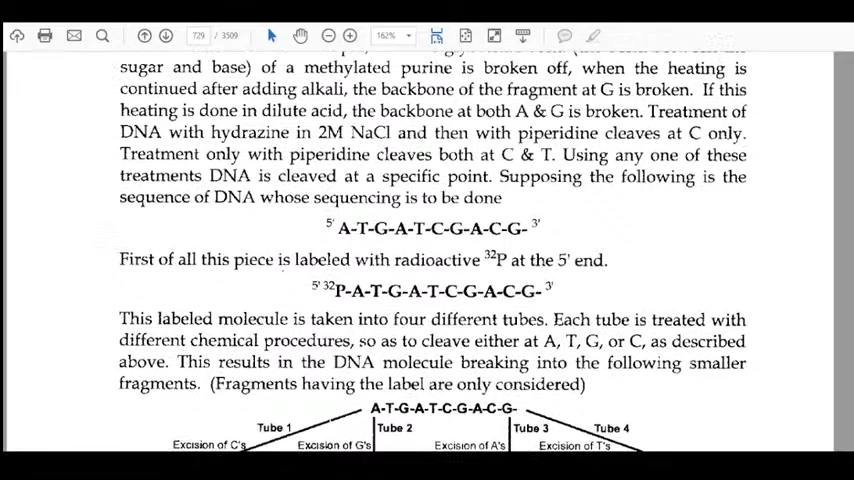 729 / 3509
162%
sugar and base) of a methylated purine is broken off, when the heating is
continued after adding alkali, the backbone of the fragment at G is broken. If this
heating is done in dilute acid, the backbone at both A & G is broken. Treatment of
DNA with hydrazine in 2M NaCl and then with piperidine cleaves at C only.
Treatment only with piperidine cleaves both at C & T. Using any one of these
treatments DNA is cleaved at a specific point. Supposing the following is the
sequence of DNA whose sequencing is to be done
5' A-T-G-A-T-C-G-A-C-G- 3'
First of all this piece is labeled with radioactive 32P at the 5' end.
5' 32P-A-T-G-A-T-C-G-A-C-G- 3'
This labeled molecule is taken into four different tubes. Each tube is treated with
different chemical procedures, so as to cleave either at A, T, G, or C, as described
above. This results in the DNA molecule breaking into the following smaller
fragments. (Fragments having the label are only considered)
A-T-G-A-T-C-G-A-C-G-
Tube 1 Tube 2 Tube 3 Tube 4
Excision of C's Excision of G's Excision of A's Excision of T's